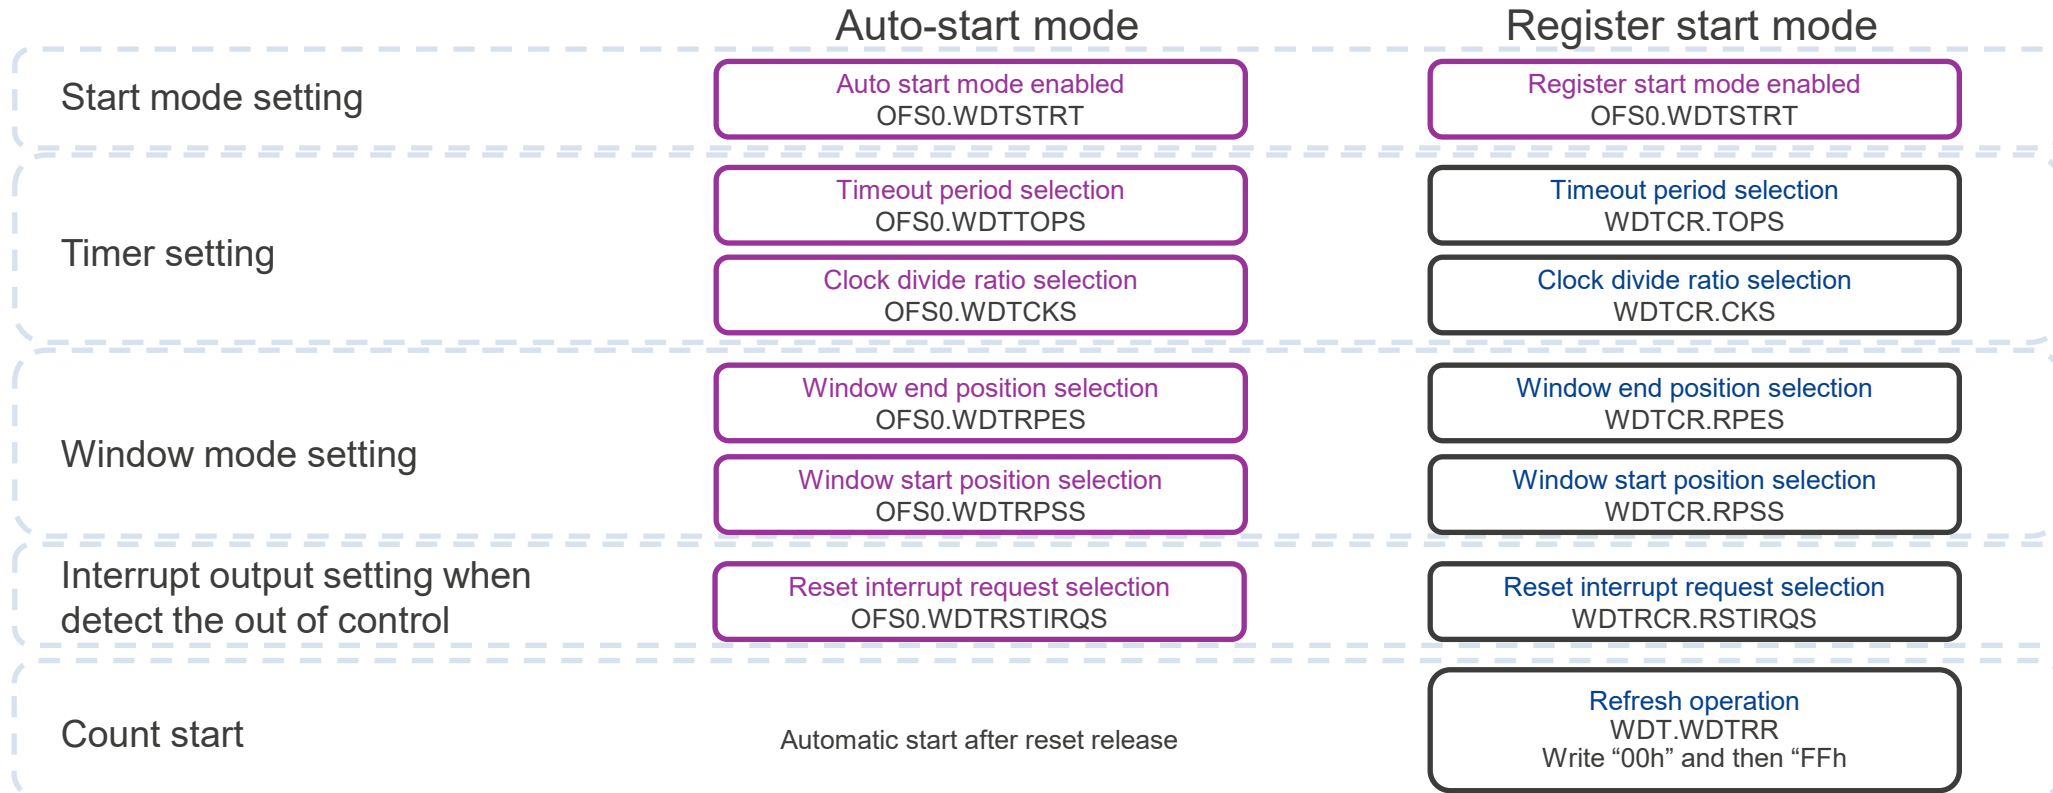 Auto-start mode
Register start mode
Start mode setting
Auto start mode enabled
OFS0.WDTSTRT
Register start mode enabled
OFS0.WDTSTRT
Timer setting
Timeout period selection
OFS0.WDTTOPS
Timeout period selection
WDTCR.TOPS
Clock divide ratio selection
OFS0.WDTCKS
Clock divide ratio selection
WDTCR.CKS
Window mode setting
Window end position selection
OFS0.WDTRPES
Window end position selection
WDTCR.RPES
Window start position selection
OFS0.WDTRPSS
Window start position selection
WDTCR.RPSS
Interrupt output setting when
detect the out of control
Reset interrupt request selection
OFS0.WDTRSTIRQS
Reset interrupt request selection
WDTRCR.RSTIRQS
Count start
Automatic start after reset release
Refresh operation
WDT.WDTRR
Write “00h” and then “FFh